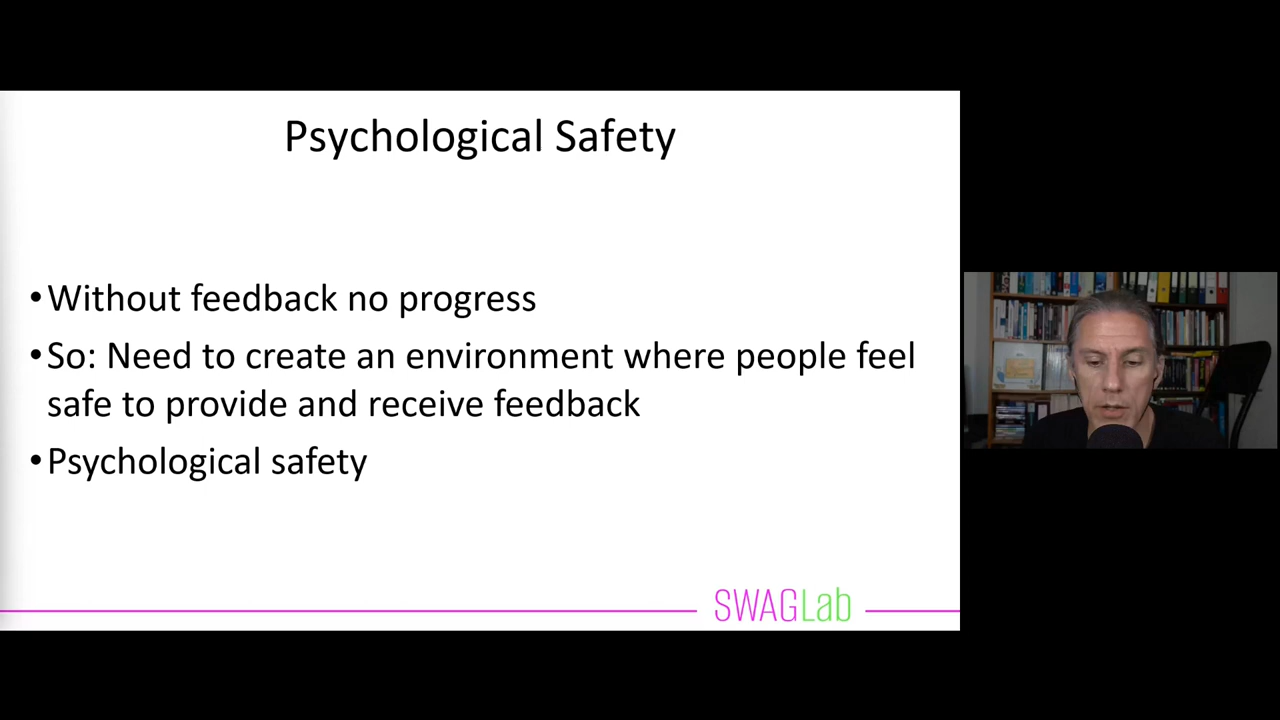 Psychological Safety
•Without feedback no progress
•So: Need to create an environment where people feel
safe to provide and receive feedback
•Psychological safety
SWAGLab